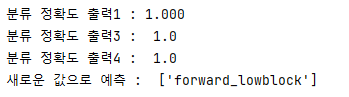 분류 정확도 출력1 : 1.000
분류 정확도 출력3 :  1.0
분류 정확도 출력4 :  1.0
새로운 값으로 예측 :  ['forward_lowblock']